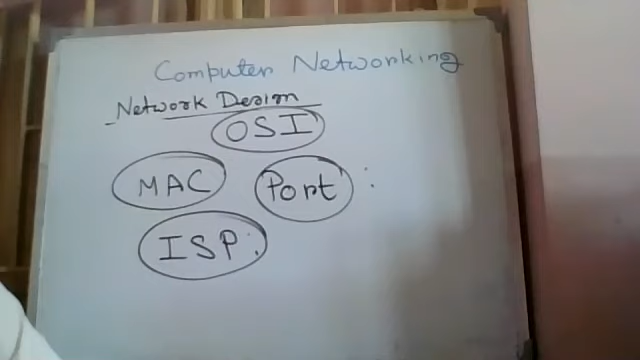 Computer Networking
Network Design
OSI
MAC Port :
ISP.